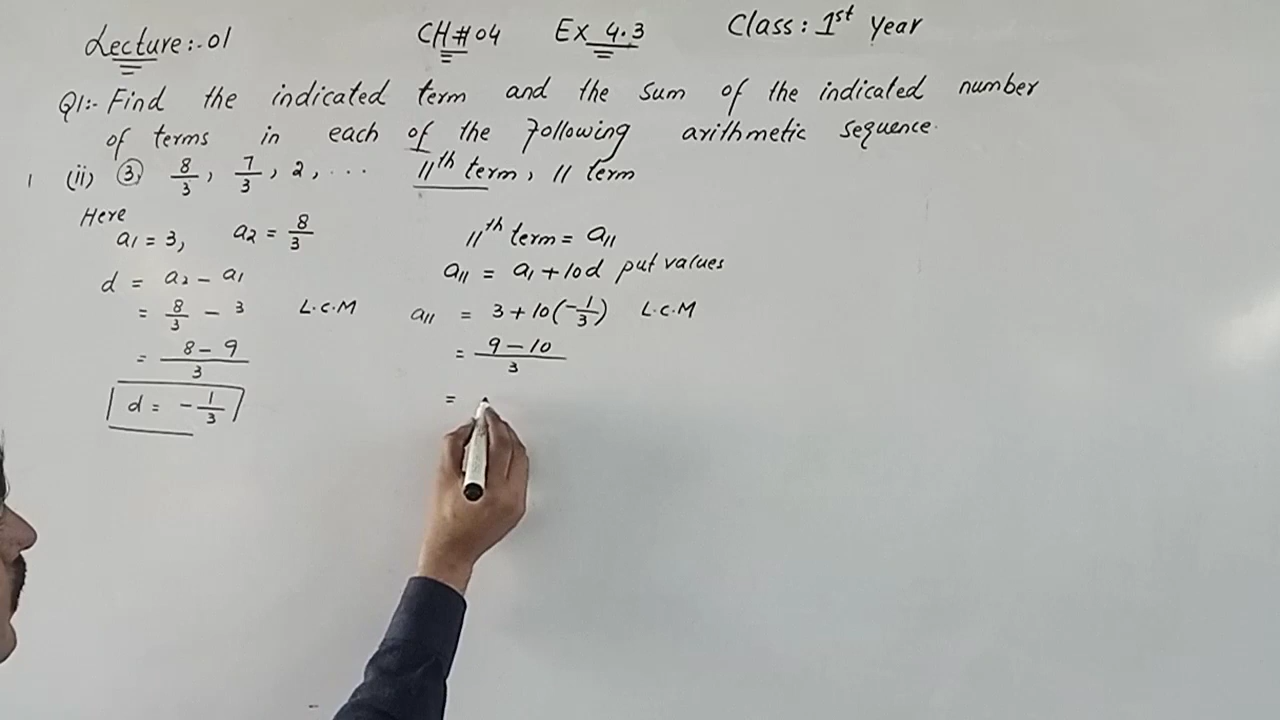 Lecture:-01 CH#04 Ex 4.3 Class: 1st Year
Q1:- Find the indicated term and the sum of the indicated number
of terms in each of the following arithmetic sequence.
1 (ii) 3, 8/3, 7/3, 2, ... 11th term, 11 term
Here
a1 = 3, a2 = 8/3
d = a2 - a1
= 8/3 - 3 L.C.M
= 8-9/3
d = -1/3
11th term = a11
a11 = a1 + 10d put values
a11 = 3 + 10(-1/3) L.C.M
= 9-10/3
=